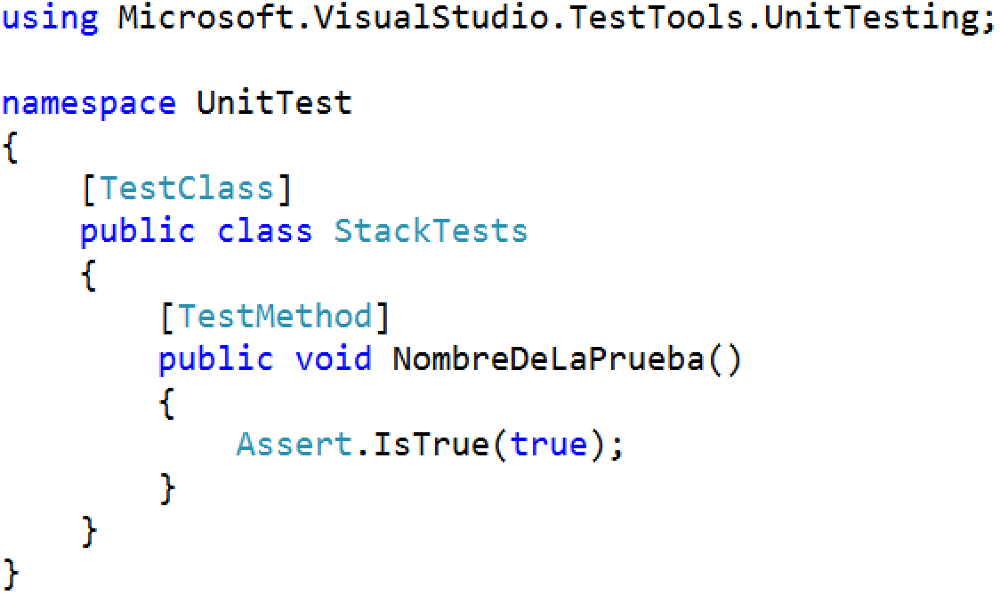 using Microsoft.VisualStudio.TestTools.UnitTesting;
namespace UnitTest
{
[TestClass]
public class StackTests
{
[TestMethod]
public void NombreDeLaPrueba()
{
Assert.IsTrue(true);
}
}
}